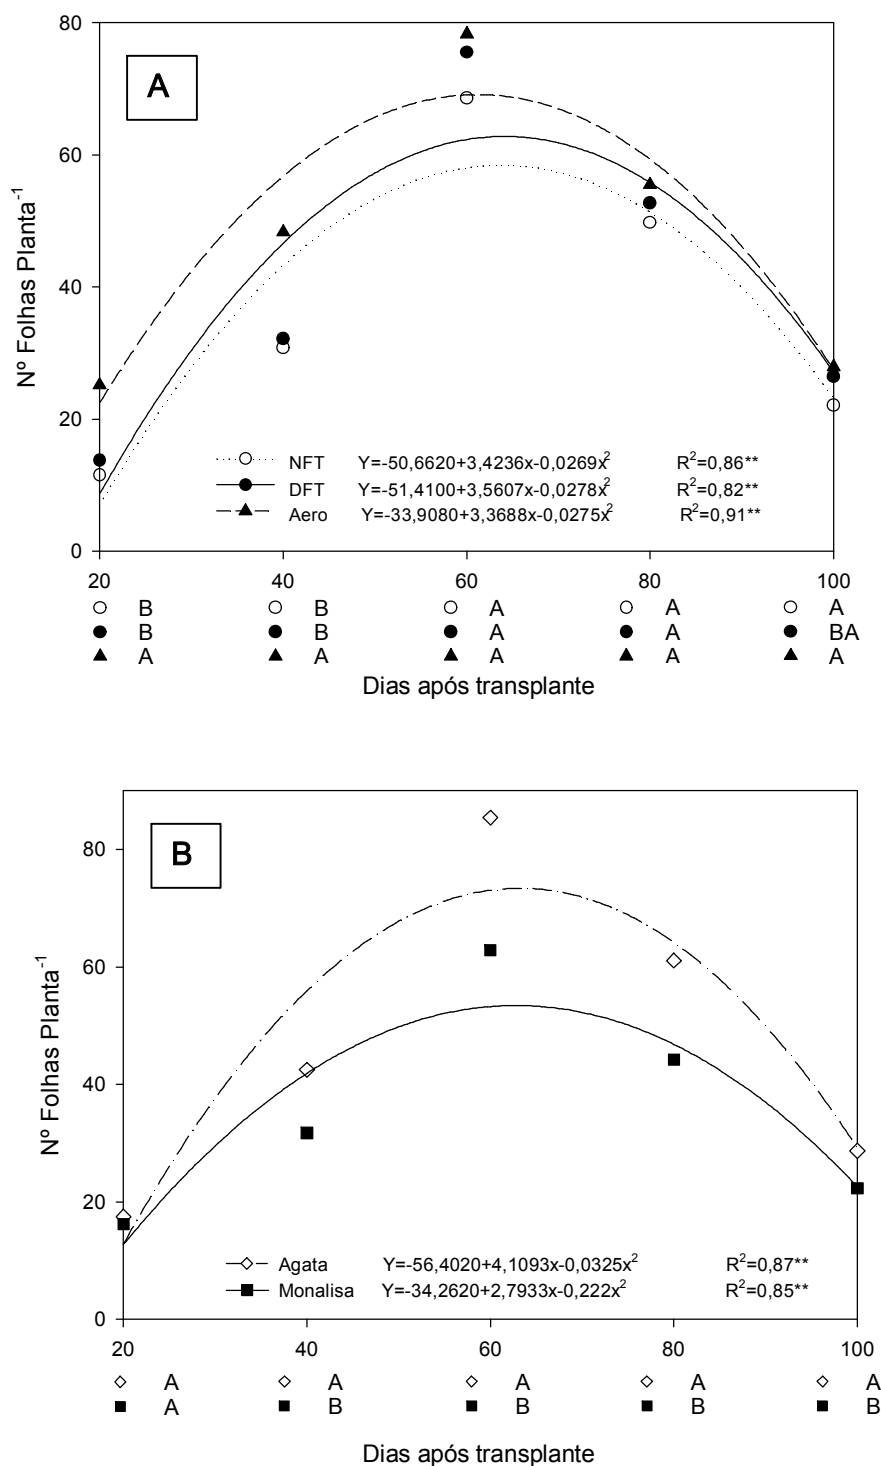 80
A
60
Nº Folhas Planta⁻¹
40
20
NFT Y=-50,6620+3,4236x-0,0269x² R²=0,86**
DFT Y=-51,4100+3,5607x-0,0278x² R²=0,82**
Aero Y=-33,9080+3,3688x-0,0275x² R²=0,91**
0
20 40 60 80 100
B B A A A
B B A A BA
A A A A A
Dias após transplante
B
80
60
Nº Folhas Planta⁻¹
40
20
Agata Y=-56,4020+4,1093x-0,0325x² R²=0,87**
Monalisa Y=-34,2620+2,7933x-0,222x² R²=0,85**
0
20 40 60 80 100
A A A A A
A B B B B
Dias após transplante